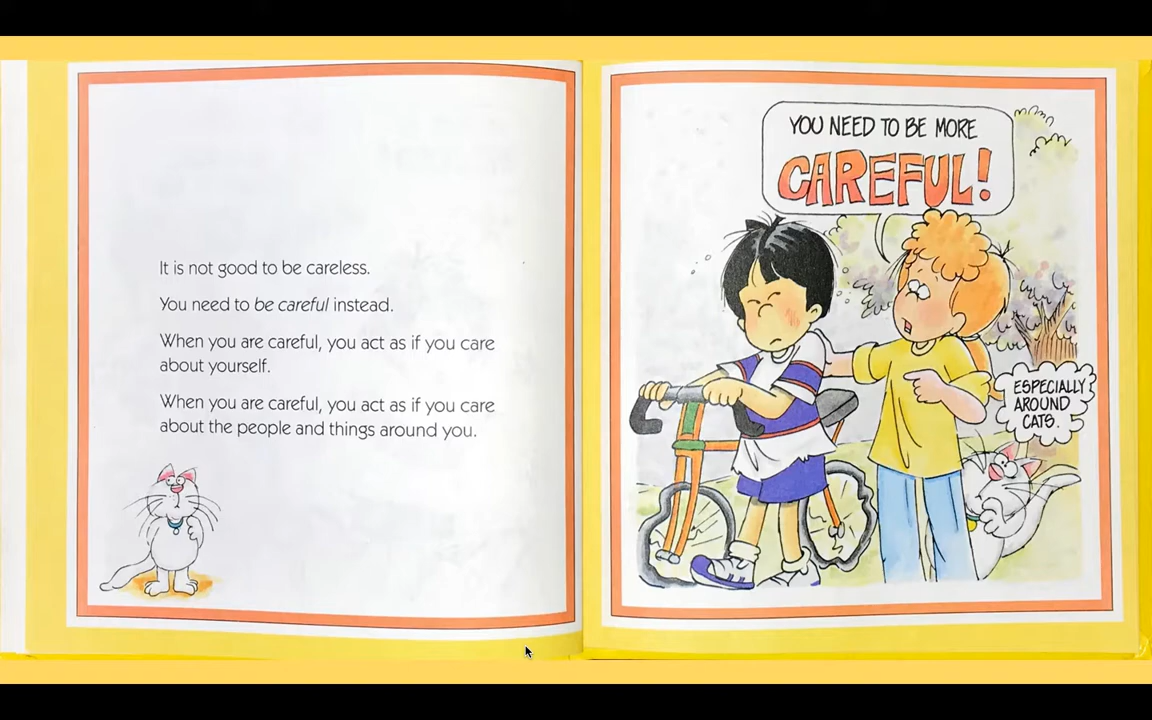 It is not good to be careless.
You need to be careful instead.
When you are careful, you act as if you care
about yourself.
When you are careful, you act as if you care
about the people and things around you.
YOU NEED TO BE MORE
CAREFUL!
ESPECIALLY
AROUND
CATS.